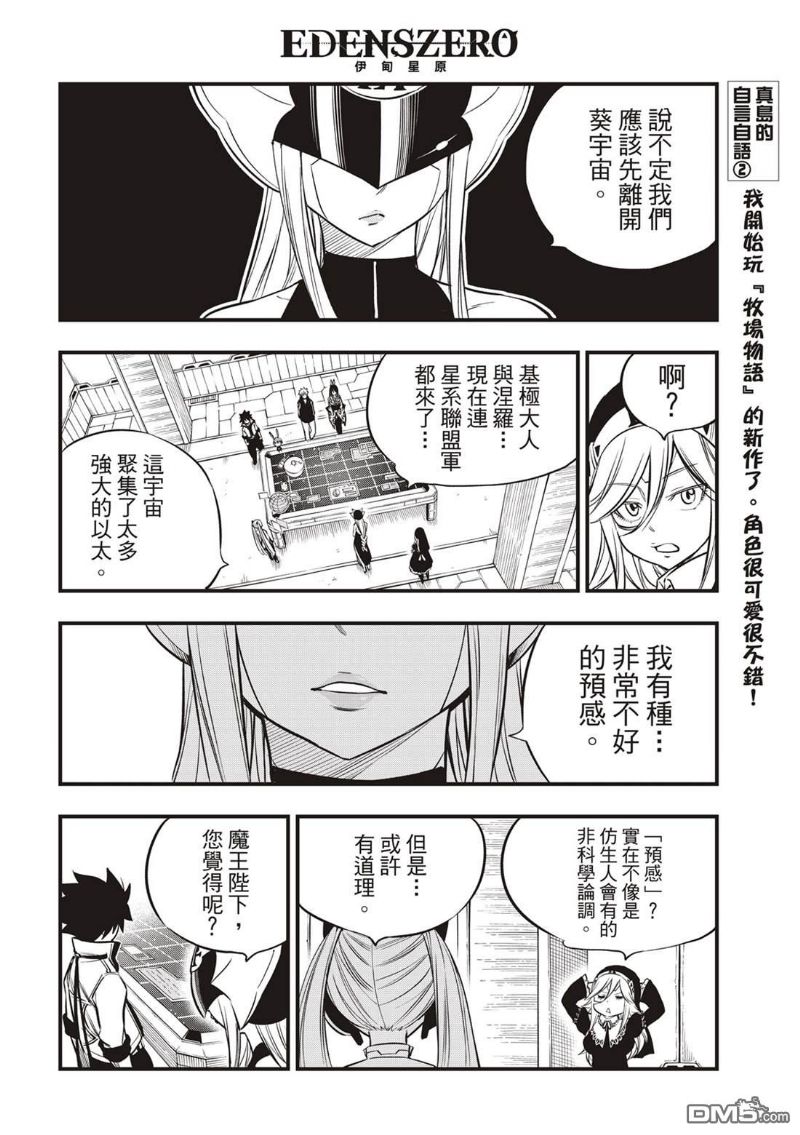 EDENSZERO
伊甸星原
真島的
自言自語②
我開始玩『牧場物語』的新作了。角色很可愛很不錯！
說不定我們
應該先離開
葵宇宙。
啊？
基極大人
與涅羅…
現在連
星系聯盟軍
都來了…
這宇宙
聚集了太多
強大的以太。
我有種…
非常不好
的預感。
「預感」？
實在不像是
仿生人會有的
非科學論調。
但是…
或許
有道理。
魔王陛下，
您覺得呢？
DM5.com